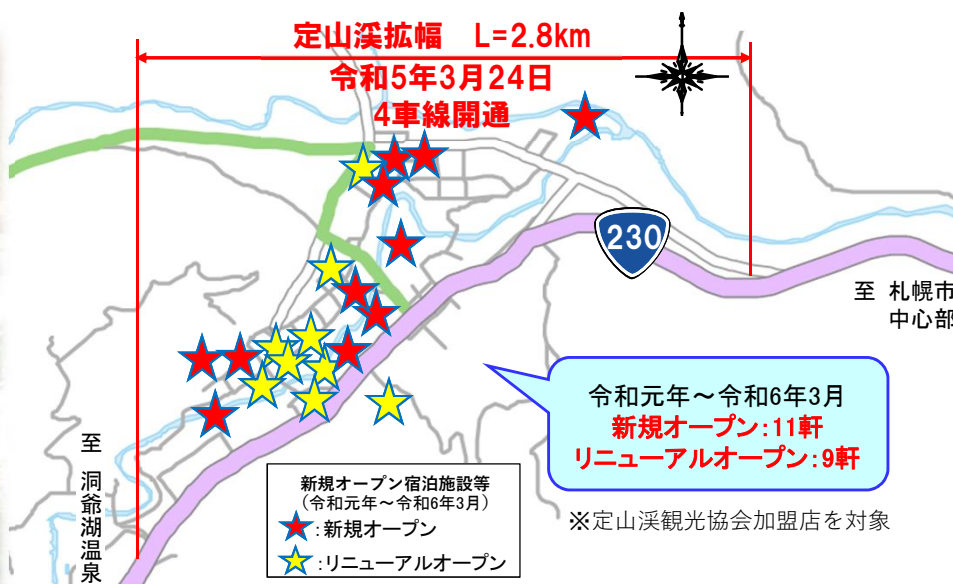 定山渓拡幅 L=2.8km
令和5年3月24日
4車線開通
230
至 札幌市
中心部
令和元年～令和6年3月
新規オープン：11軒
リニューアルオープン：9軒
※定山渓観光協会加盟店を対象
至 洞爺湖温泉
新規オープン宿泊施設等
（令和元年～令和6年3月）
：新規オープン
：リニューアルオープン